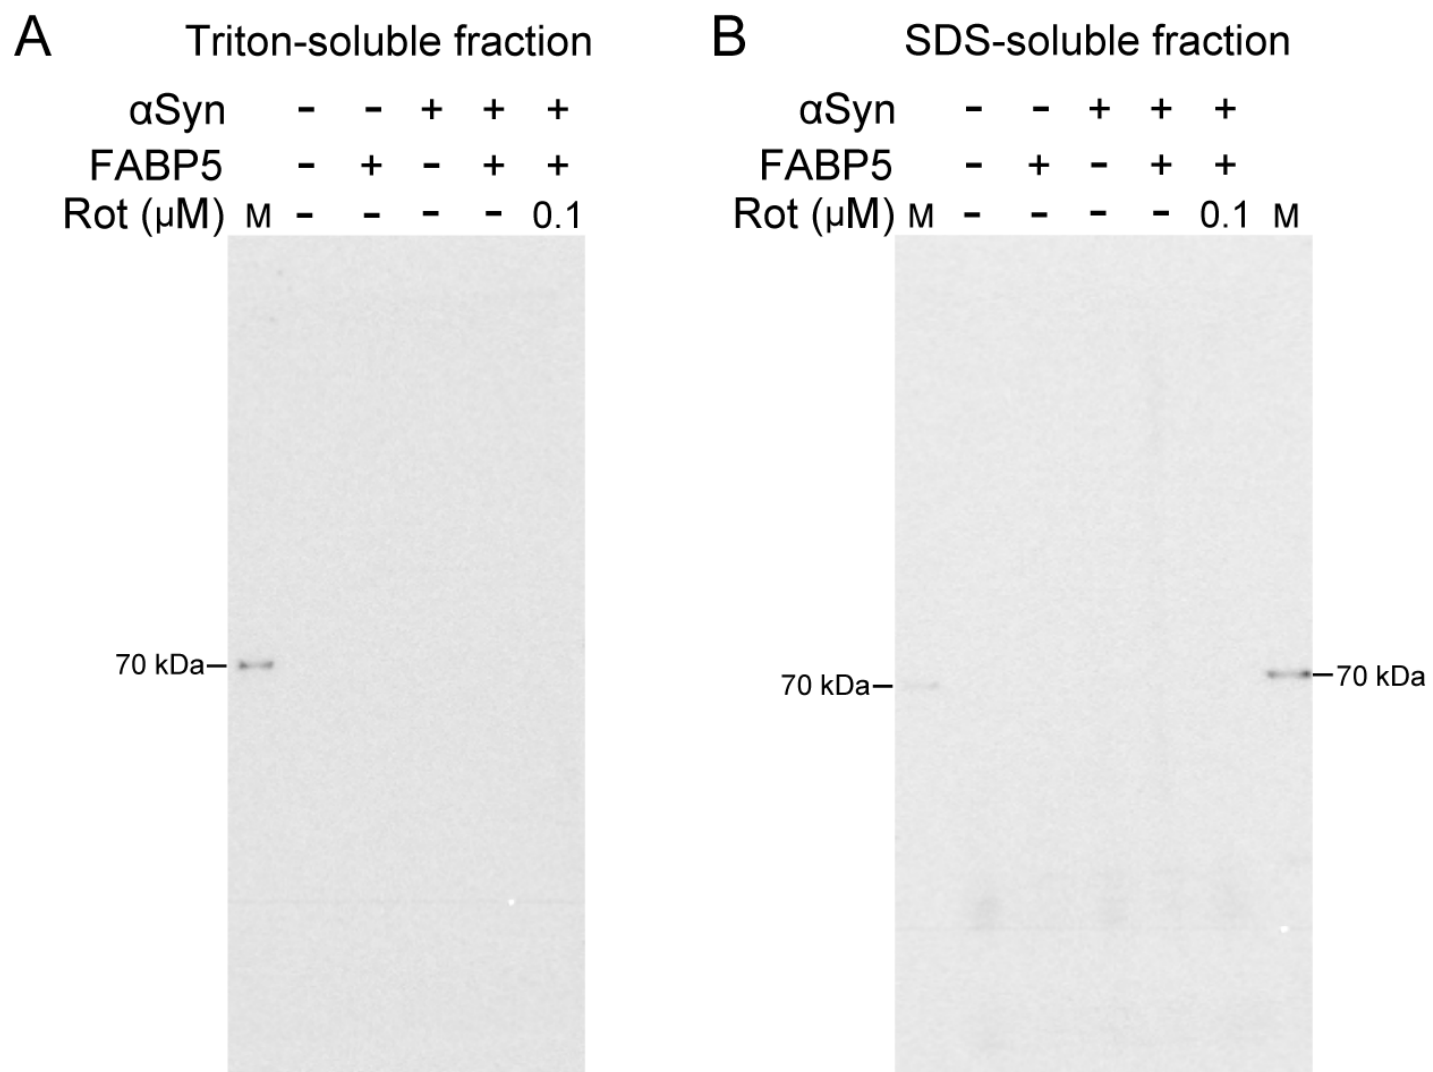 A Triton-soluble fraction
αSyn - - + + +
FABP5 - + - + +
Rot (μM) M - - - - 0.1
70 kDa
B SDS-soluble fraction
αSyn - - + + +
FABP5 - + - + +
Rot (μM) M - - - - 0.1 M
70 kDa
70 kDa